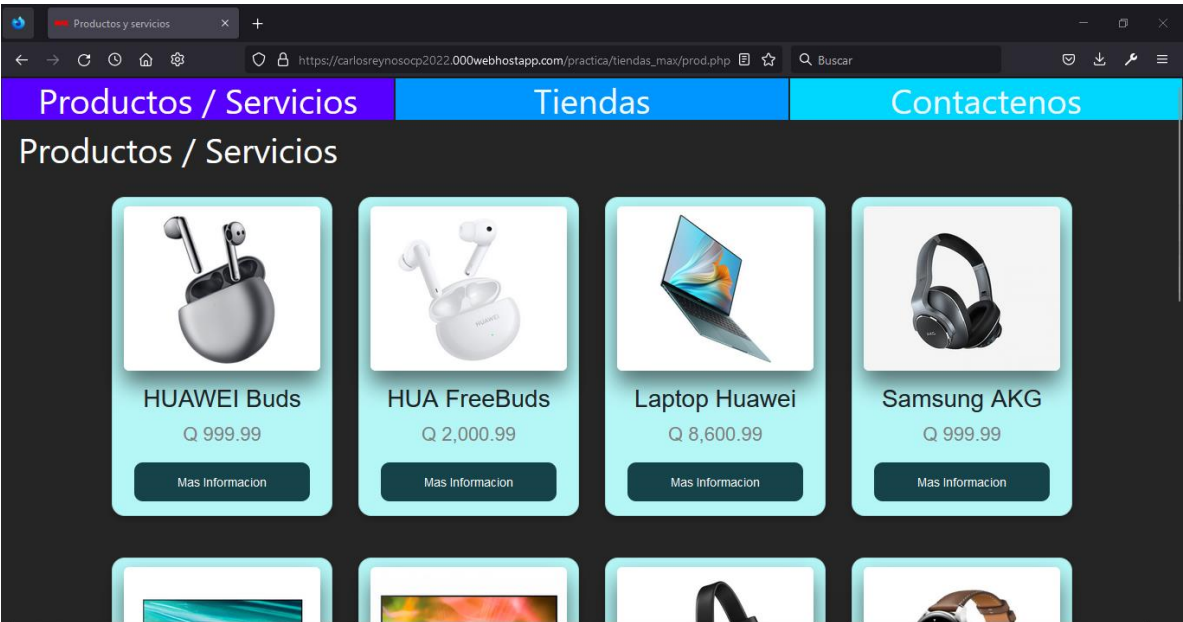 Productos y servicios
https://carlosreynosocp2022.000webhostapp.com/practica/tiendas_max/prod.php
Buscar
Productos / Servicios
Tiendas
Contactenos
Productos / Servicios
HUAWEI
AKG
HUAWEI Buds
HUA FreeBuds
Laptop Huawei
Samsung AKG
Q 999.99
Q 2,000.99
Q 8,600.99
Q 999.99
Mas Informacion
Mas Informacion
Mas Informacion
Mas Informacion